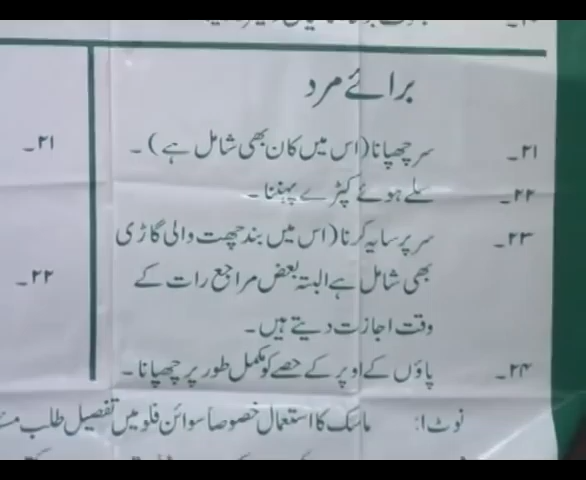 برائے مرد
۲۱۔ سر چھپانا (اس میں کان بھی شامل ہے)۔
۲۲۔ سلے ہوئے کپڑے پہننا۔
۲۳۔ سر پر سایہ کرنا (اس میں بند چھت والی گاڑی
بھی شامل ہے البتہ بعض مراجع رات کے
وقت اجازت دیتے ہیں۔
۲۴۔ پاؤں کے اوپر کے حصے کو مکمل طور پر چھپانا۔
نوٹ ا: ماسک کا استعمال خصوصاً سوائن فلو میں تفصیل طلب
۲۱۔
۲۲۔